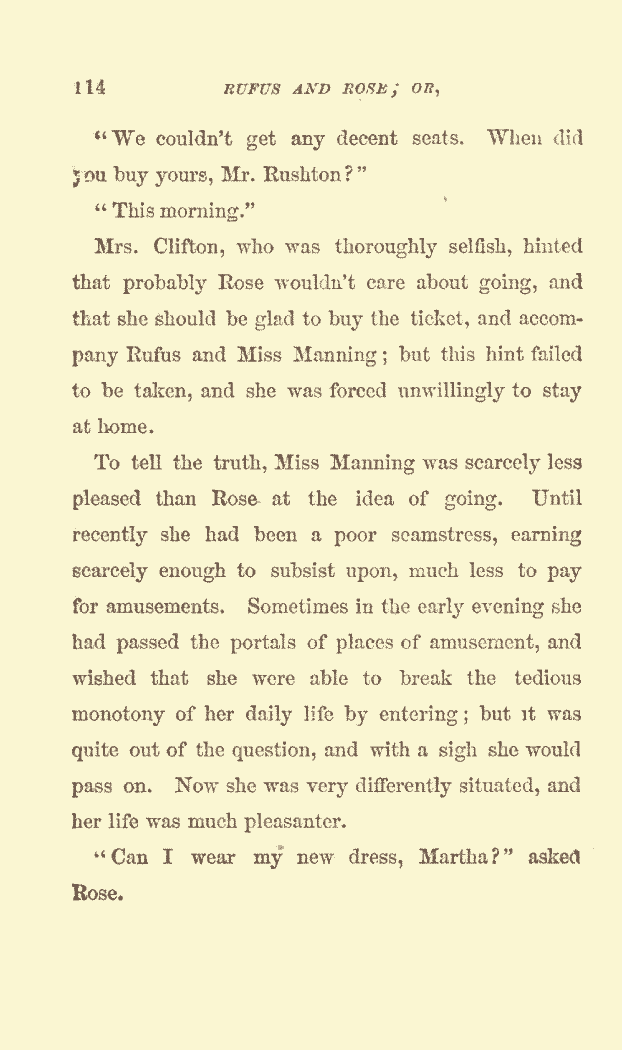 114 RUFUS AND ROSE; OR,
"We couldn't get any decent seats. When did
you buy yours, Mr. Rushton?"
"This morning."
Mrs. Clifton, who was thoroughly selfish, hinted
that probably Rose wouldn't care about going, and
that she should be glad to buy the ticket, and accom-
pany Rufus and Miss Manning; but this hint failed
to be taken, and she was forced unwillingly to stay
at home.
To tell the truth, Miss Manning was scarcely less
pleased than Rose at the idea of going. Until
recently she had been a poor seamstress, earning
scarcely enough to subsist upon, much less to pay
for amusements. Sometimes in the early evening she
had passed the portals of places of amusement, and
wished that she were able to break the tedious
monotony of her daily life by entering; but it was
quite out of the question, and with a sigh she would
pass on. Now she was very differently situated, and
her life was much pleasanter.
"Can I wear my new dress, Martha?" asked
Rose.